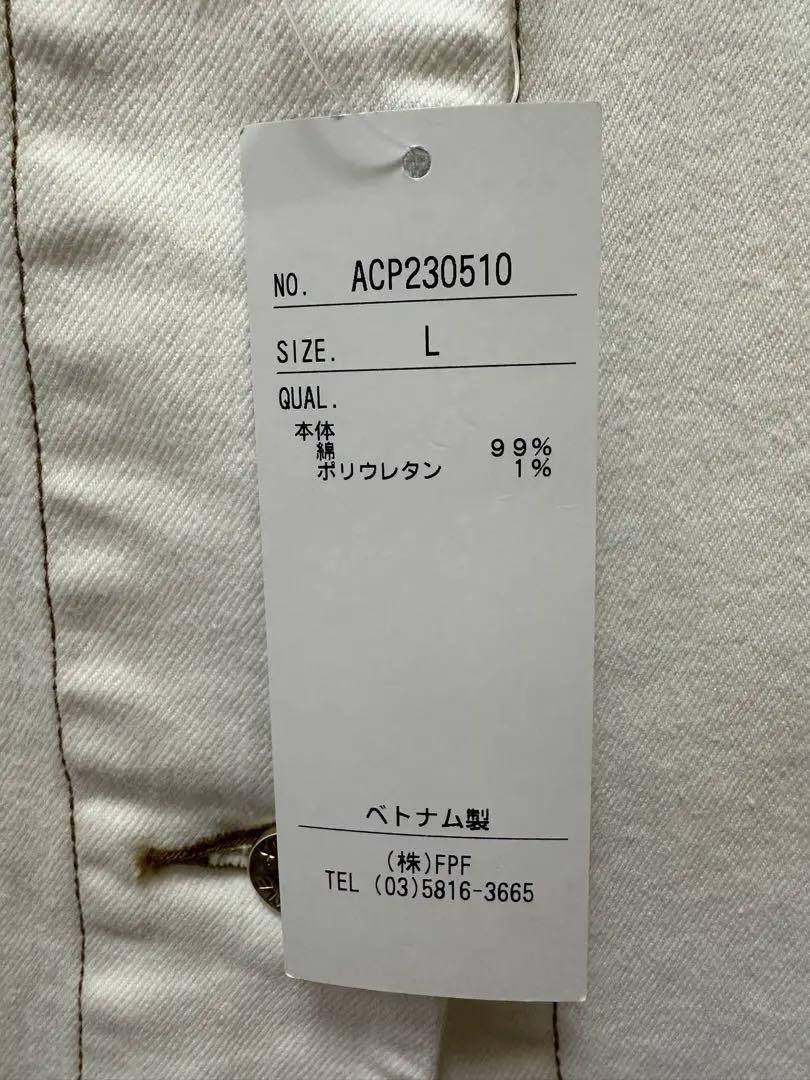 NO. ACP230510
SIZE. L
QUAL.
本体
綿 99%
ポリウレタン 1%
ベトナム製
(株)FPF
TEL (03)5816-3665